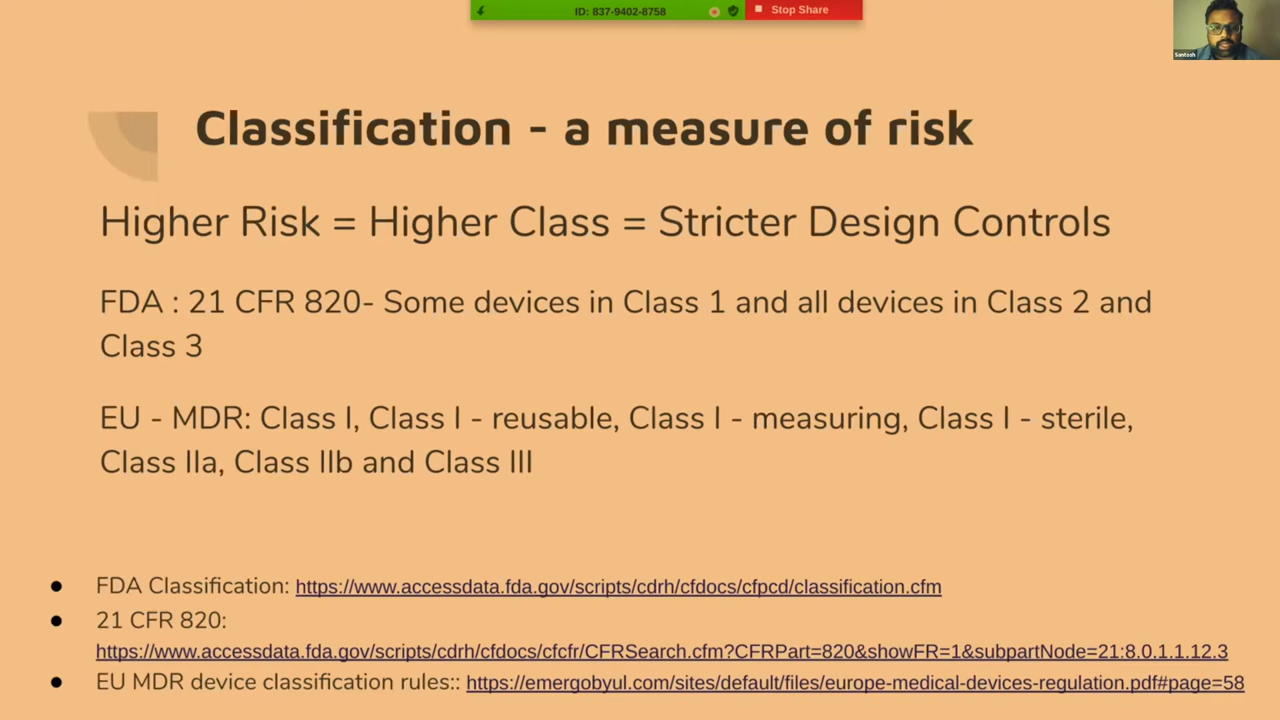 ID: 837-9402-8758
Stop Share
Santosh
Classification - a measure of risk
Higher Risk = Higher Class = Stricter Design Controls
FDA : 21 CFR 820- Some devices in Class 1 and all devices in Class 2 and
Class 3
EU - MDR: Class I, Class I - reusable, Class I - measuring, Class I - sterile,
Class IIa, Class IIb and Class III
● FDA Classification: https://www.accessdata.fda.gov/scripts/cdrh/cfdocs/cfpcd/classification.cfm
● 21 CFR 820:
https://www.accessdata.fda.gov/scripts/cdrh/cfdocs/cfcfr/CFRSearch.cfm?CFRPart=820&showFR=1&subpartNode=21:8.0.1.1.12.3
● EU MDR device classification rules:: https://emergobyul.com/sites/default/files/europe-medical-devices-regulation.pdf#page=58